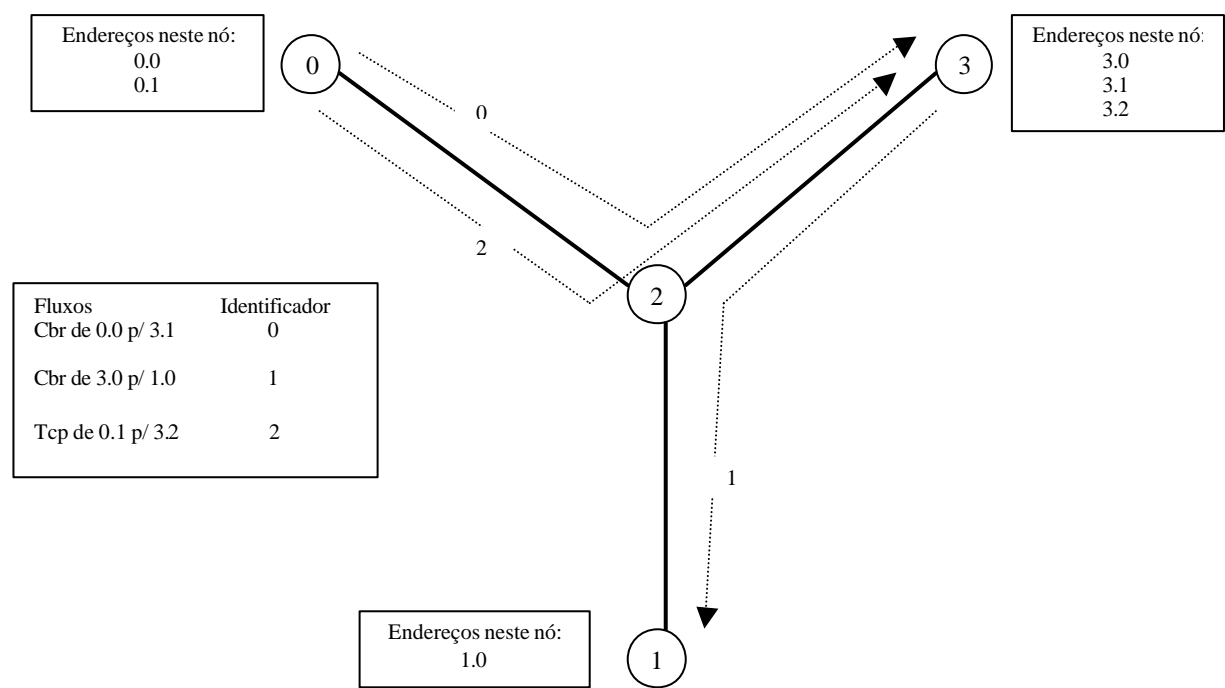 Endereços neste nó:
0.0
0.1
0
3
Endereços neste nó:
3.0
3.1
3.2
0
2
2
Fluxos Identificador
Cbr de 0.0 p/ 3.1 0
Cbr de 3.0 p/ 1.0 1
Tcp de 0.1 p/ 3.2 2
1
Endereços neste nó:
1.0
1